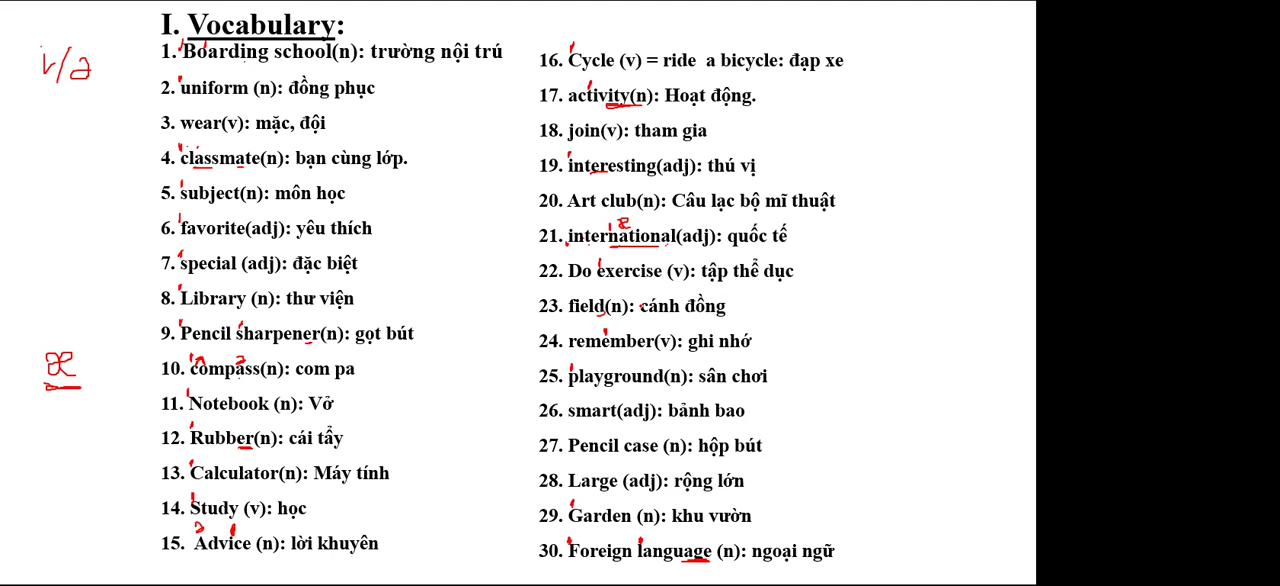 I. Vocabulary:
1. Boarding school(n): trường nội trú
2. uniform (n): đồng phục
3. wear(v): mặc, đội
4. classmate(n): bạn cùng lớp.
5. subject(n): môn học
6. favorite(adj): yêu thích
7. special (adj): đặc biệt
8. Library (n): thư viện
9. Pencil sharpener(n): gọt bút
æ
10. compass(n): com pa
11. Notebook (n): Vở
12. Rubber(n): cái tẩy
13. Calculator(n): Máy tính
14. Study (v): học
15. Advice (n): lời khuyên
16. Cycle (v) = ride a bicycle: đạp xe
17. activity(n): Hoạt động.
18. join(v): tham gia
19. interesting(adj): thú vị
20. Art club(n): Câu lạc bộ mĩ thuật
æ
21. international(adj): quốc tế
22. Do exercise (v): tập thể dục
23. field(n): cánh đồng
24. remember(v): ghi nhớ
25. playground(n): sân chơi
26. smart(adj): bảnh bao
27. Pencil case (n): hộp bút
28. Large (adj): rộng lớn
29. Garden (n): khu vườn
30. Foreign language (n): ngoại ngữ